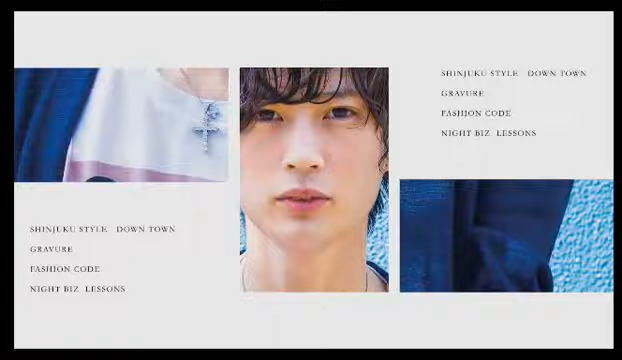 SHINJUKU STYLE DOWN TOWN
GRAVURE
FASHION CODE
NIGHT BIZ LESSONS
SHINJUKU STYLE DOWN TOWN
GRAVURE
FASHION CODE
NIGHT BIZ LESSONS